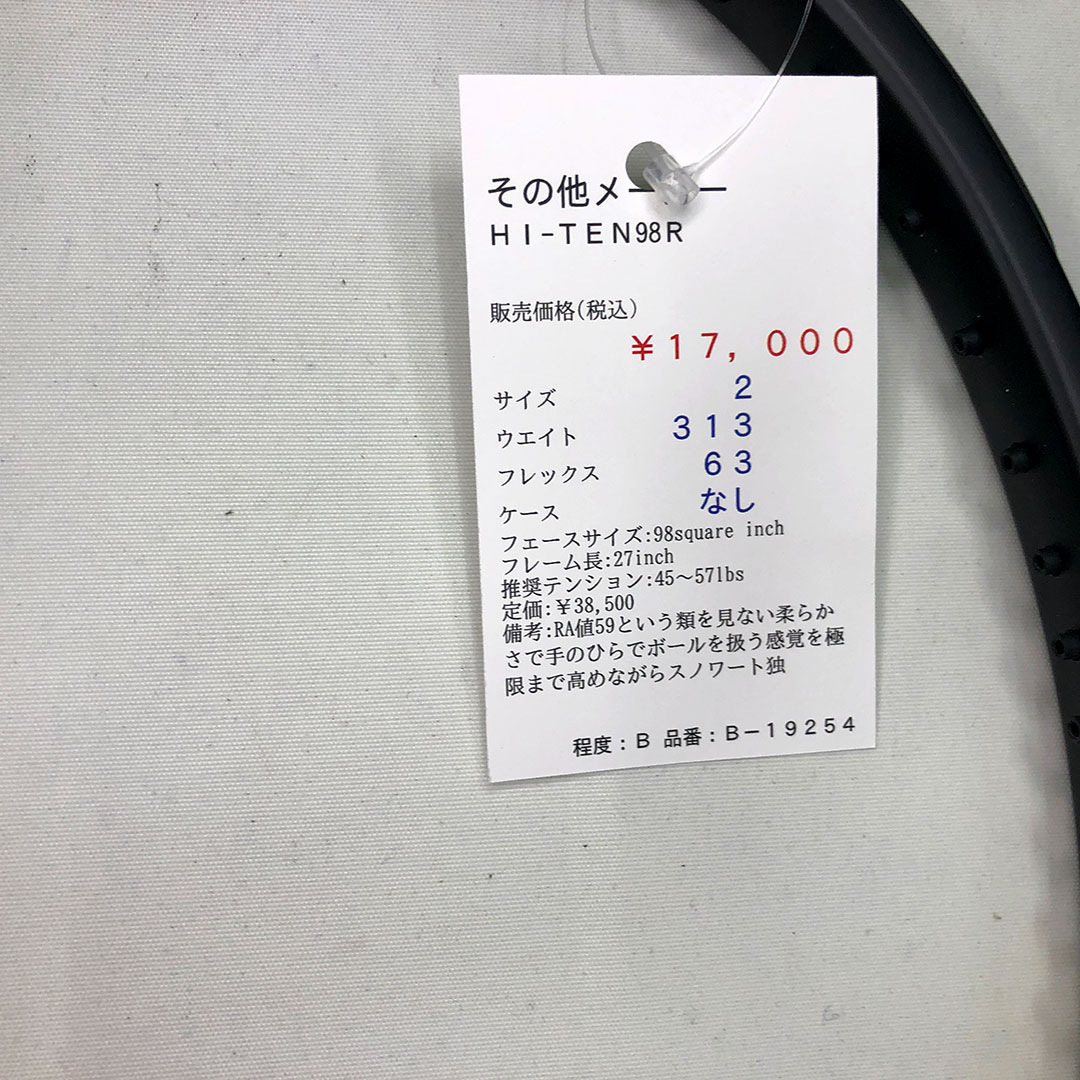 その他メーカー
HI-TEN98R
販売価格(税込)
¥17,000
サイズ 2
ウエイト 313
フレックス 63
ケース なし
フェースサイズ:98square inch
フレーム長:27inch
推奨テンション:45～57lbs
定価:¥38,500
備考:RA値59という類を見ない柔らか
さで手のひらでボールを扱う感覚を極
限まで高めながらスノワート独
程度:B 品番:B-19254